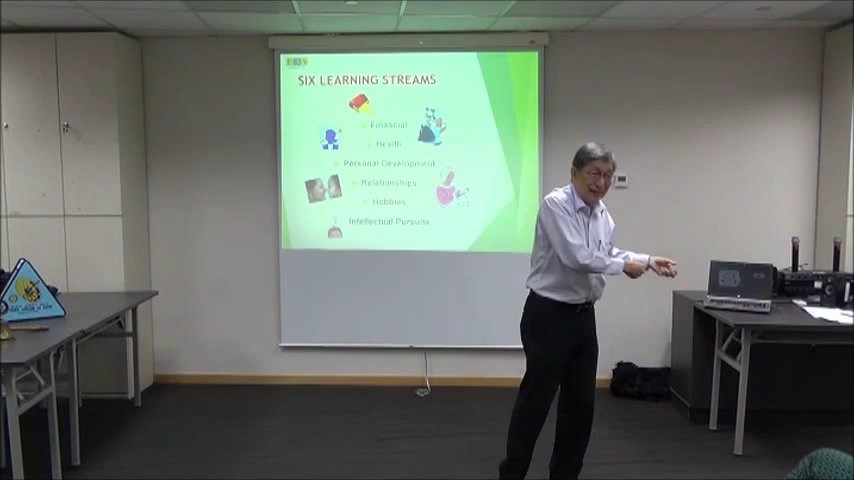 SIX LEARNING STREAMS
Financial
Health
Personal Development
Relationships
Hobbies
Intellectual Pursuits